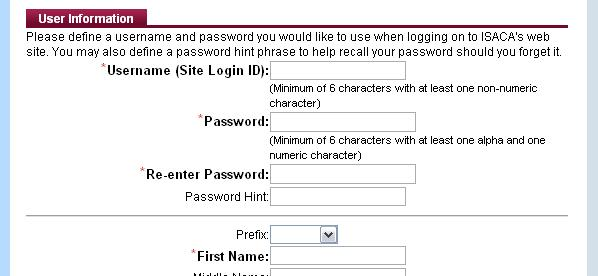 User Information
Please define a username and password you would like to use when logging on to ISACA's web
site. You may also define a password hint phrase to help recall your password should you forget it.
*Username (Site Login ID):
(Minimum of 6 characters with at least one non-numeric
character)
*Password:
(Minimum of 6 characters with at least one alpha and one
numeric character)
*Re-enter Password:
Password Hint:
Prefix:
*First Name:
Middle Name: